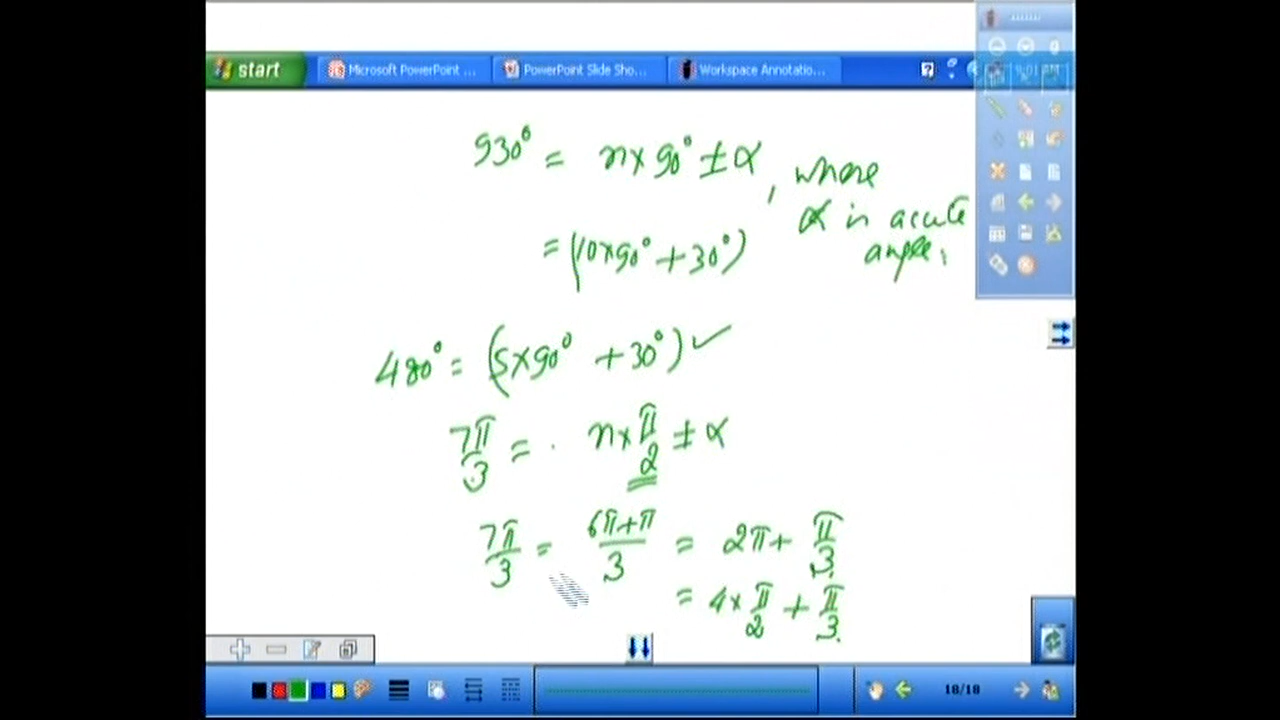 start Microsoft PowerPoint ... PowerPoint Slide Sho... Workspace Annotatio...
930° = n×90° ± α, where
α is acute
angle.
= (10×90° + 30°)
480° = (5×90° + 30°) ✓
7π/3 = . n×π/2 ± α
7π/3 = 6π+π/3 = 2π + π/3
= 4×π/2 + π/3
18/18